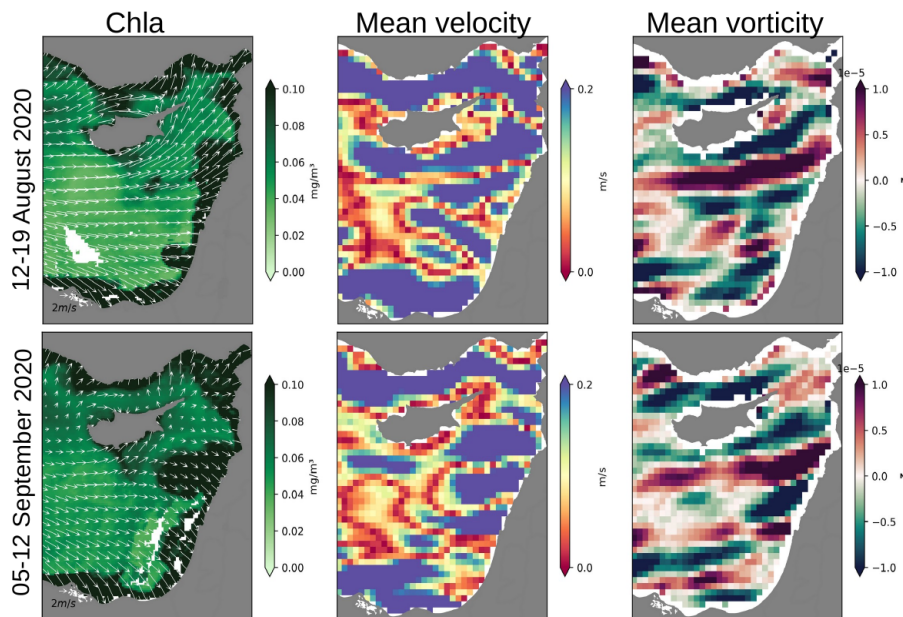 Chla
Mean velocity
Mean vorticity
12-19 August 2020
2m/s
0.10
0.08
0.06
0.04
0.02
0.00
mg/m³
0.2
0.0
m/s
1e−5
1.0
0.5
0.0
−0.5
−1.0
05-12 September 2020
2m/s
0.10
0.08
0.06
0.04
0.02
0.00
mg/m³
0.2
0.0
m/s
1e−5
1.0
0.5
0.0
−0.5
−1.0